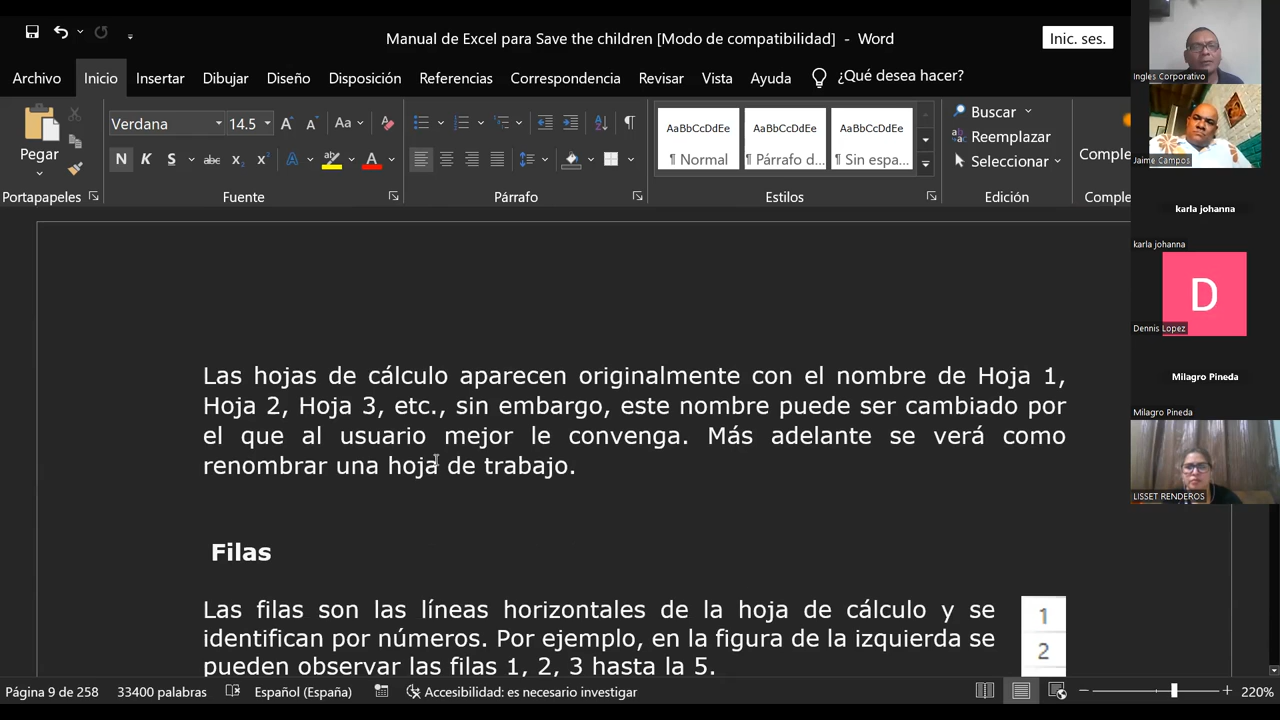 Manual de Excel para Save the children [Modo de compatibilidad] - Word
Inic. ses.
Archivo Inicio Insertar Dibujar Diseño Disposición Referencias Correspondencia Revisar Vista Ayuda ¿Qué desea hacer?
Pegar
Portapapeles
Verdana 14.5 Aa
N K S abc x₂ x² A A
Fuente
Párrafo
AaBbCcDdEe AaBbCcDdEe AaBbCcDdEe
¶ Normal ¶ Párrafo d... ¶ Sin espa...
Estilos
Buscar
Reemplazar
Seleccionar
Edición
Comple
Comple
Las hojas de cálculo aparecen originalmente con el nombre de Hoja 1,
Hoja 2, Hoja 3, etc., sin embargo, este nombre puede ser cambiado por
el que al usuario mejor le convenga. Más adelante se verá como
renombrar una hoja de trabajo.
Filas
Las filas son las líneas horizontales de la hoja de cálculo y se
identifican por números. Por ejemplo, en la figura de la izquierda se
pueden observar las filas 1, 2, 3 hasta la 5.
1
2
Página 9 de 258 33400 palabras Español (España) Accesibilidad: es necesario investigar 220%
Ingles Corporativo
Jaime Campos
karla johanna
karla johanna
D
Dennis Lopez
Milagro Pineda
Milagro Pineda
LISSET RENDEROS